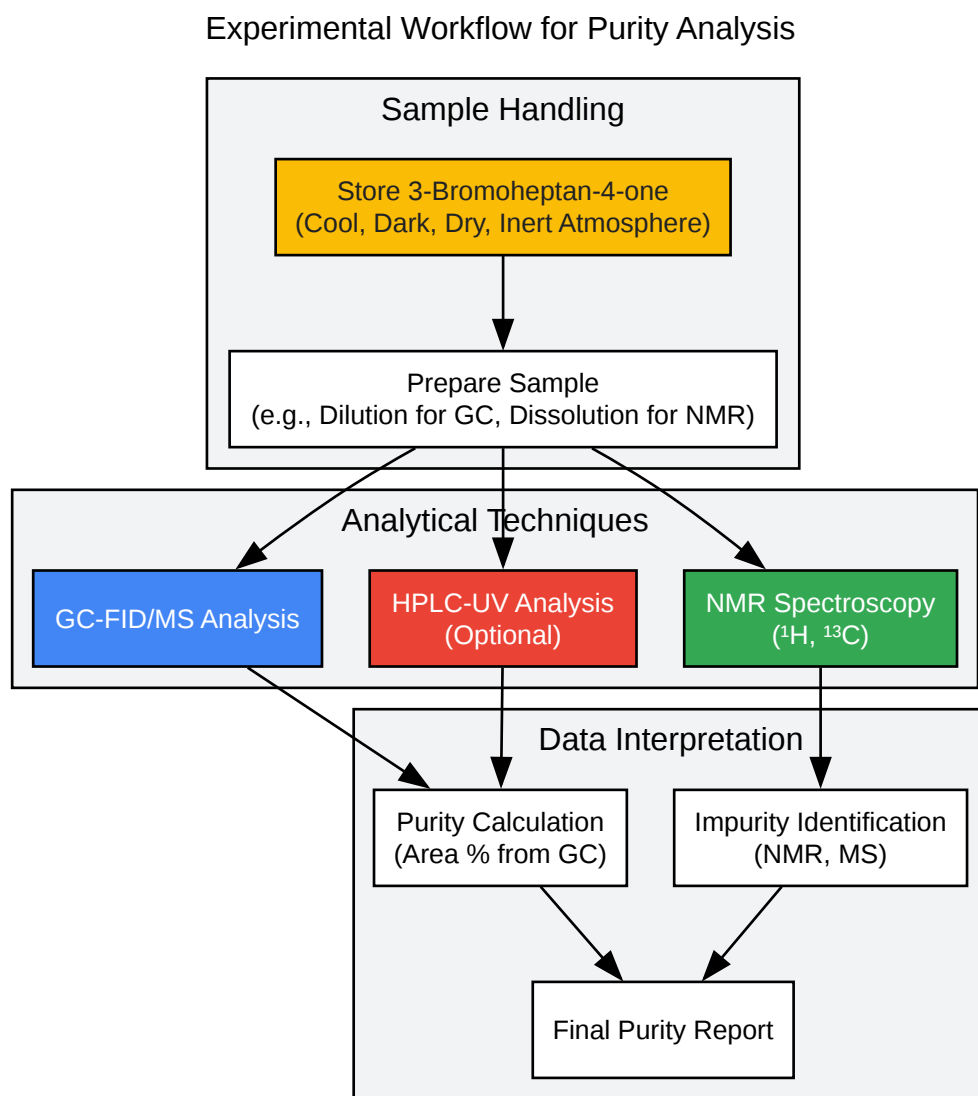 Experimental Workflow for Purity Analysis
Sample Handling
Store 3-Bromoheptan-4-one
(Cool, Dark, Dry, Inert Atmosphere)
Prepare Sample
(e.g., Dilution for GC, Dissolution for NMR)
Analytical Techniques
GC-FID/MS Analysis
HPLC-UV Analysis
(Optional)
NMR Spectroscopy
(¹H, ¹³C)
Data Interpretation
Purity Calculation
(Area % from GC)
Impurity Identification
(NMR, MS)
Final Purity Report